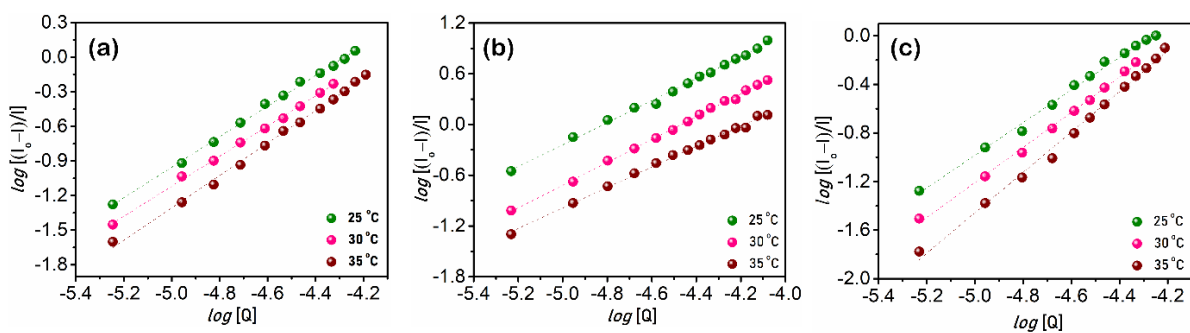 (a)
log [(I₀-I)/I]
0.3
0.0
-0.3
-0.6
-0.9
-1.2
-1.5
-1.8
25 °C
30 °C
35 °C
-5.4 -5.2 -5.0 -4.8 -4.6 -4.4 -4.2
log [Q]
(b)
log [(I₀-I)/I]
1.2
0.6
0.0
-0.6
-1.2
-1.8
25 °C
30 °C
35 °C
-5.4 -5.2 -5.0 -4.8 -4.6 -4.4 -4.2 -4.0
log [Q]
(c)
log [(I₀-I)/I]
0.0
-0.4
-0.8
-1.2
-1.6
-2.0
25 °C
30 °C
35 °C
-5.4 -5.2 -5.0 -4.8 -4.6 -4.4 -4.2
log [Q]